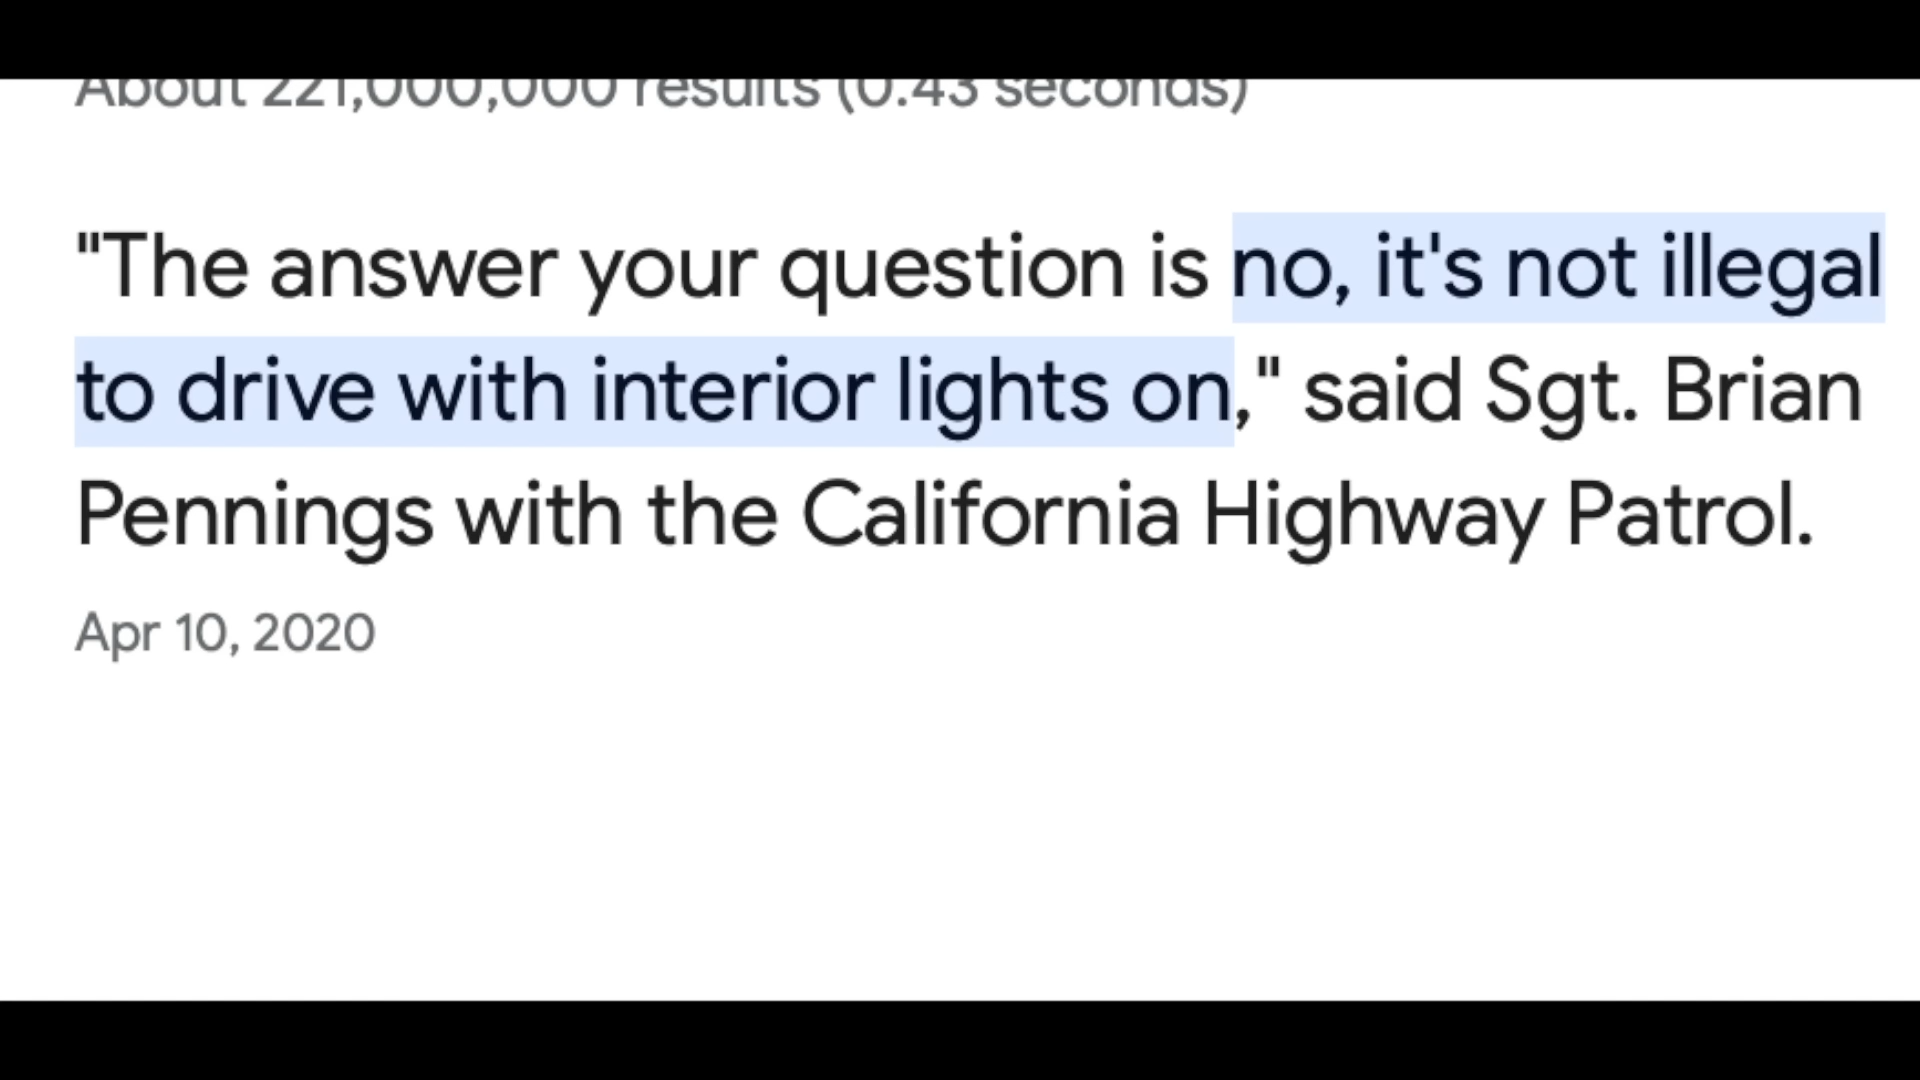 About 221,000,000 results (0.43 seconds)
"The answer your question is no, it's not illegal
to drive with interior lights on," said Sgt. Brian
Pennings with the California Highway Patrol.
Apr 10, 2020